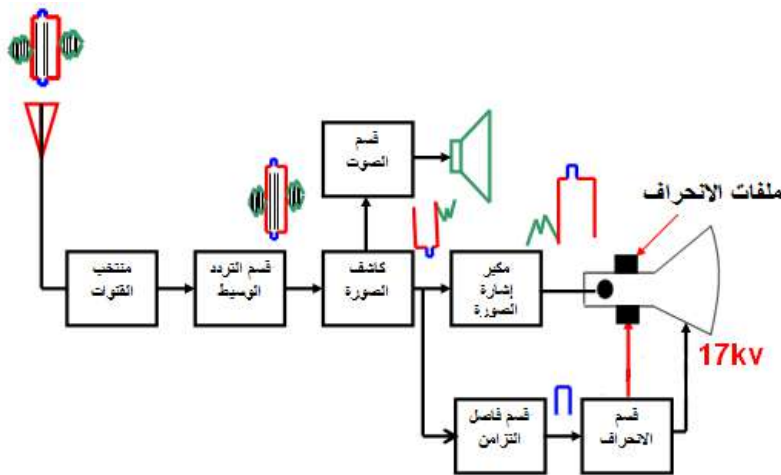 قسم
الصوت
ملفات الانحراف
منتخب
القنوات
قسم التردد
الوسيط
كاشف
الصورة
مكبر
إشارة
الصورة
17kv
قسم فاصل
التزامن
قسم
الانحراف